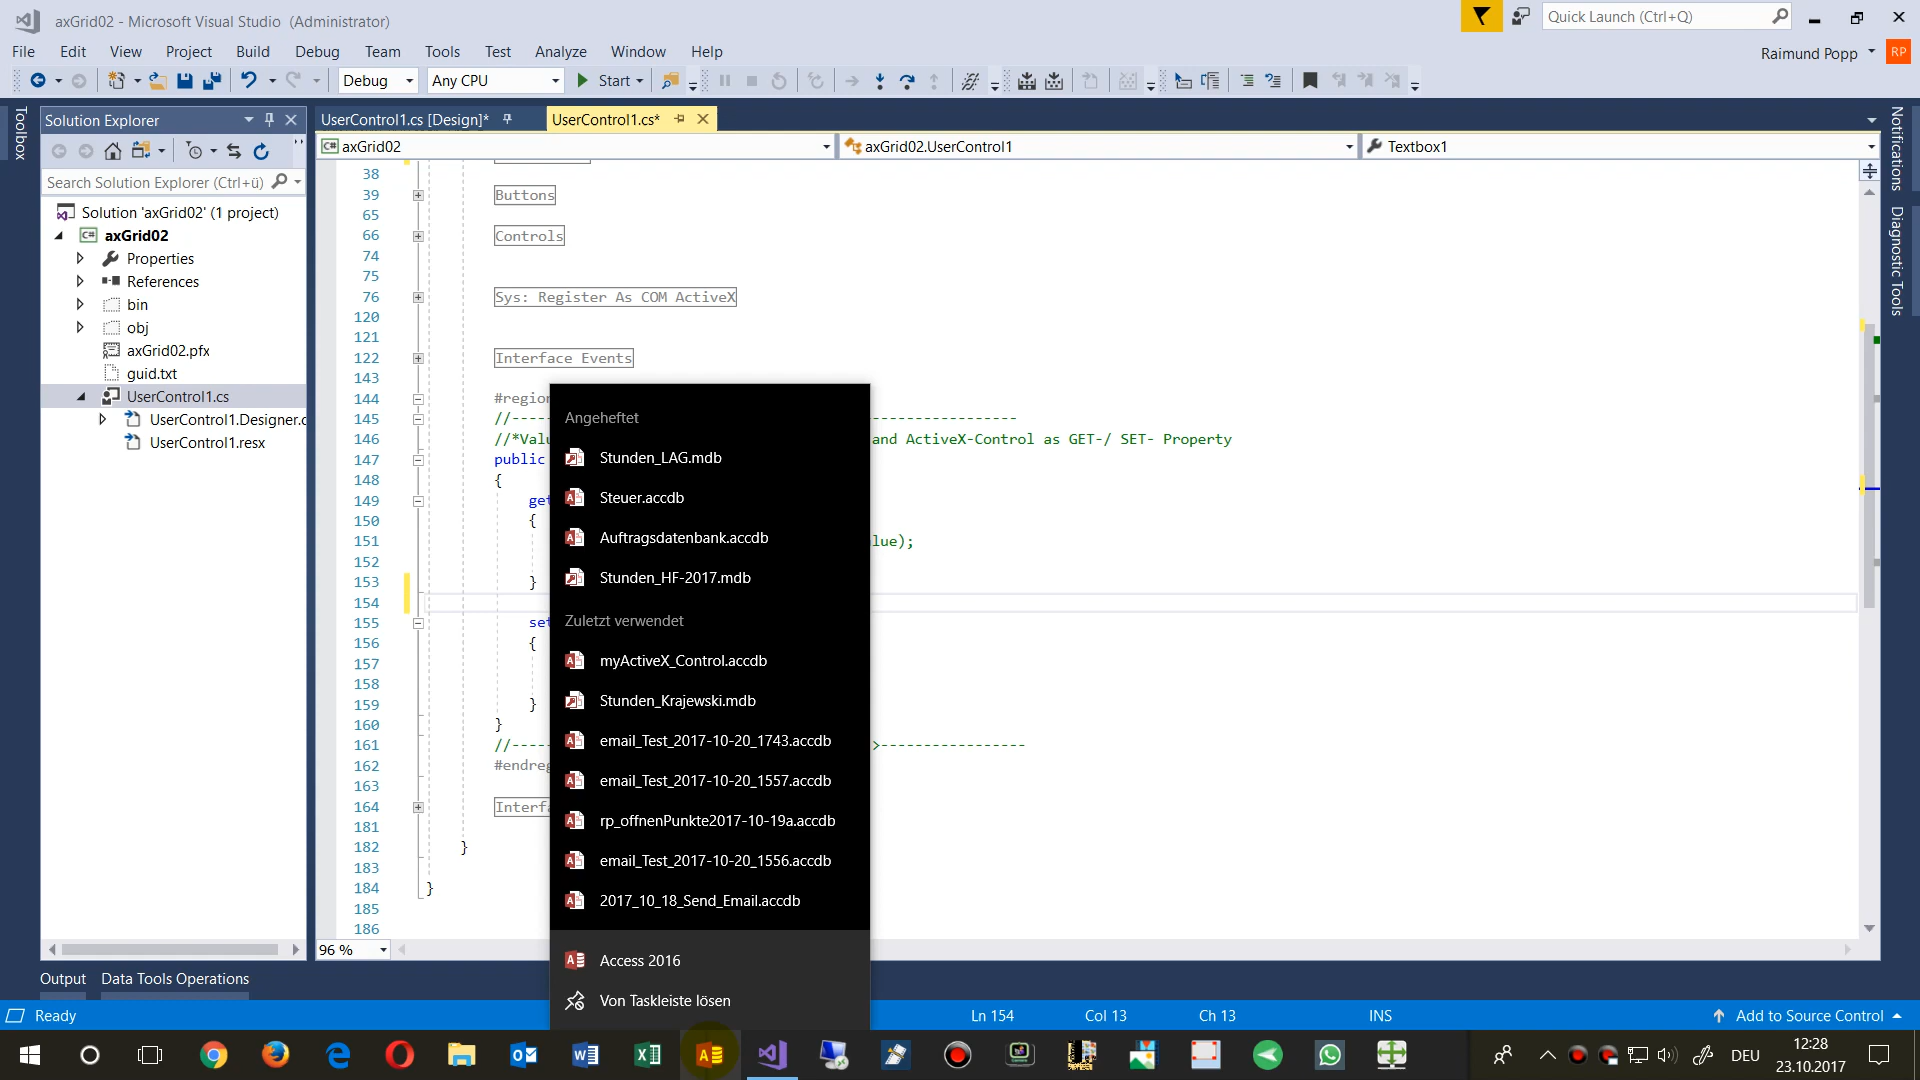 axGrid02 - Microsoft Visual Studio (Administrator)
Quick Launch (Ctrl+Q)
File Edit View Project Build Debug Team Tools Test Analyze Window Help
Raimund Popp
RP
Debug Any CPU Start
Toolbox
Solution Explorer
UserControl1.cs [Design]*
UserControl1.cs*
axGrid02
axGrid02.UserControl1
Textbox1
Notifications
Diagnostic Tools
Search Solution Explorer (Ctrl+ü)
Solution 'axGrid02' (1 project)
axGrid02
Properties
References
bin
obj
axGrid02.pfx
guid.txt
UserControl1.cs
UserControl1.Designer.c
UserControl1.resx
38
39 Buttons
65
66 Controls
74
75
76 Sys: Register As COM ActiveX
120
121
122 Interface Events
143
144 #region
145 //---- -----------------
146 //*Valu and ActiveX-Control as GET-/ SET- Property
147 public
148 {
149 get
150 {
151 lue);
152
153 }
154
155 set
156 {
157
158
159 }
160 }
161 //---- >-----------------
162 #endreg
163
164 Interfa
181
182 }
183
184 }
185
186
Angeheftet
Stunden_LAG.mdb
Steuer.accdb
Auftragsdatenbank.accdb
Stunden_HF-2017.mdb
Zuletzt verwendet
myActiveX_Control.accdb
Stunden_Krajewski.mdb
email_Test_2017-10-20_1743.accdb
email_Test_2017-10-20_1557.accdb
rp_offnenPunkte2017-10-19a.accdb
email_Test_2017-10-20_1556.accdb
2017_10_18_Send_Email.accdb
Access 2016
Von Taskleiste lösen
96 %
Output Data Tools Operations
Ready
Ln 154 Col 13 Ch 13 INS
Add to Source Control
DEU
12:28
23.10.2017